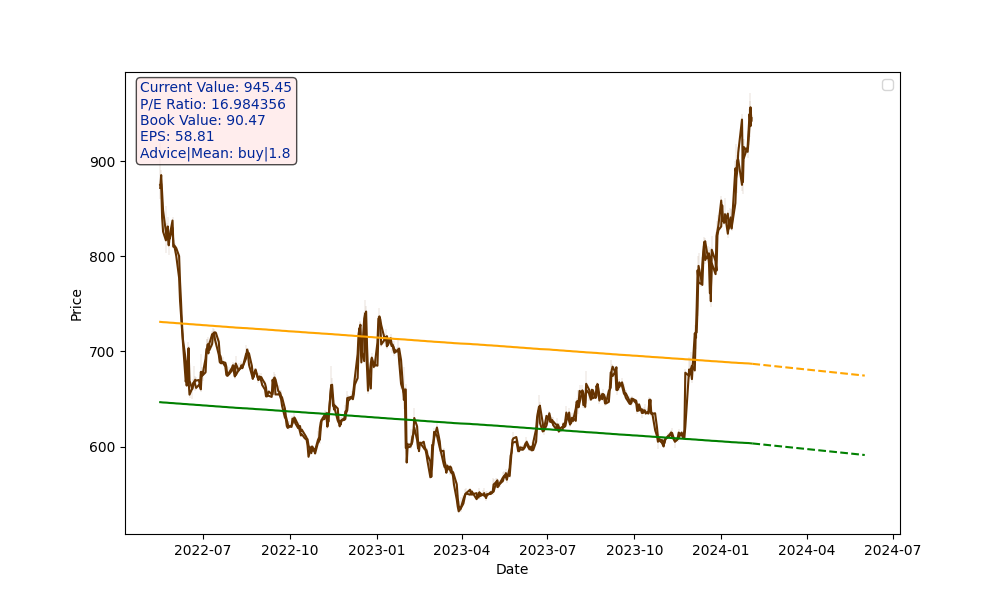 Current Value: 945.45
P/E Ratio: 16.984356
Book Value: 90.47
EPS: 58.81
Advice|Mean: buy|1.8
900
800
700
600
Price
2022-07 2022-10 2023-01 2023-04 2023-07 2023-10 2024-01 2024-04 2024-07
Date